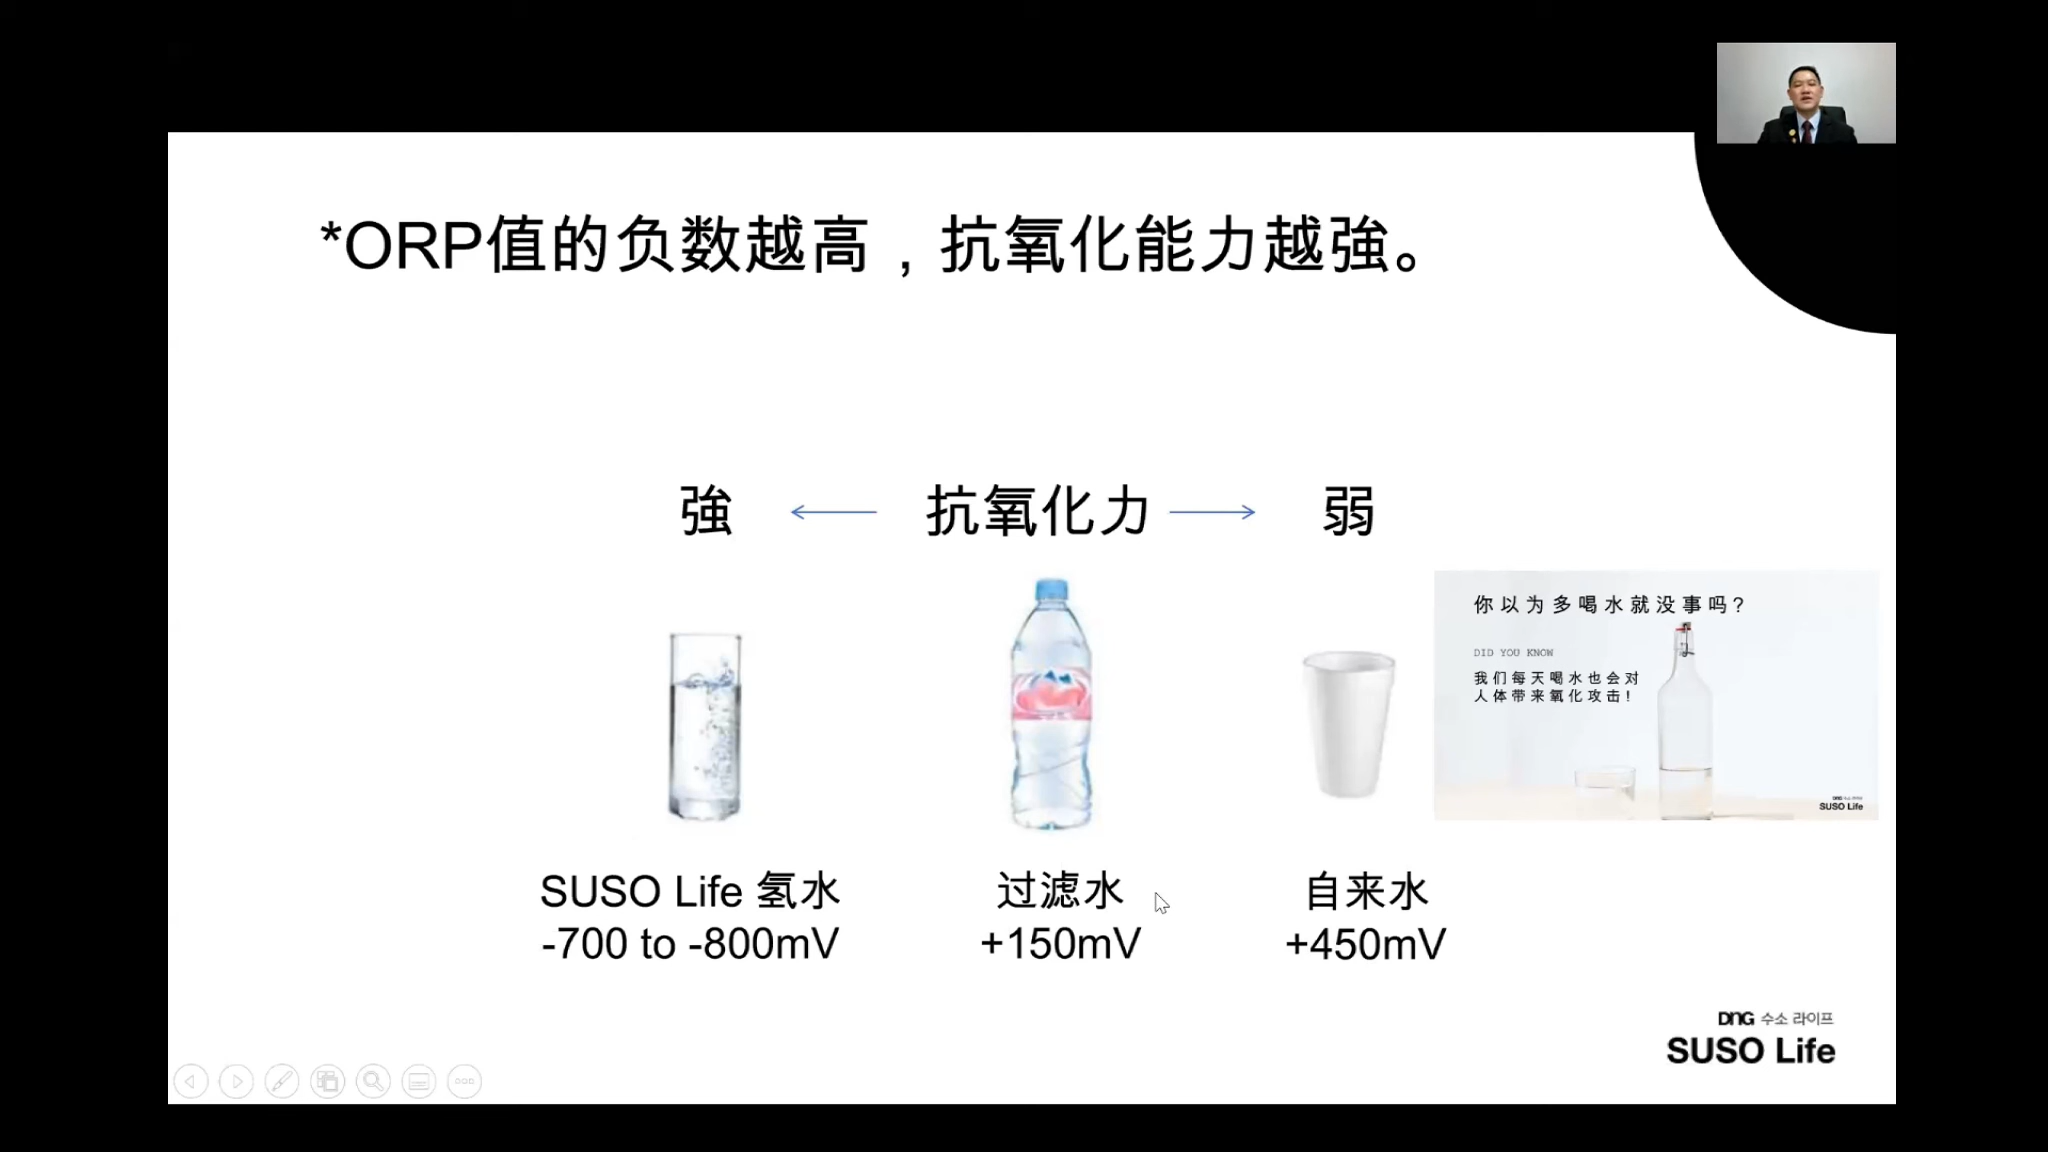 *ORP值的负数越高，抗氧化能力越強。
強 抗氧化力 弱
你以为多喝水就没事吗?
DID YOU KNOW
我们每天喝水也会对
人体带来氧化攻击!
SUSO Life
SUSO Life 氢水
-700 to -800mV
过滤水
+150mV
自来水
+450mV
DNG 수소 라이프
SUSO Life